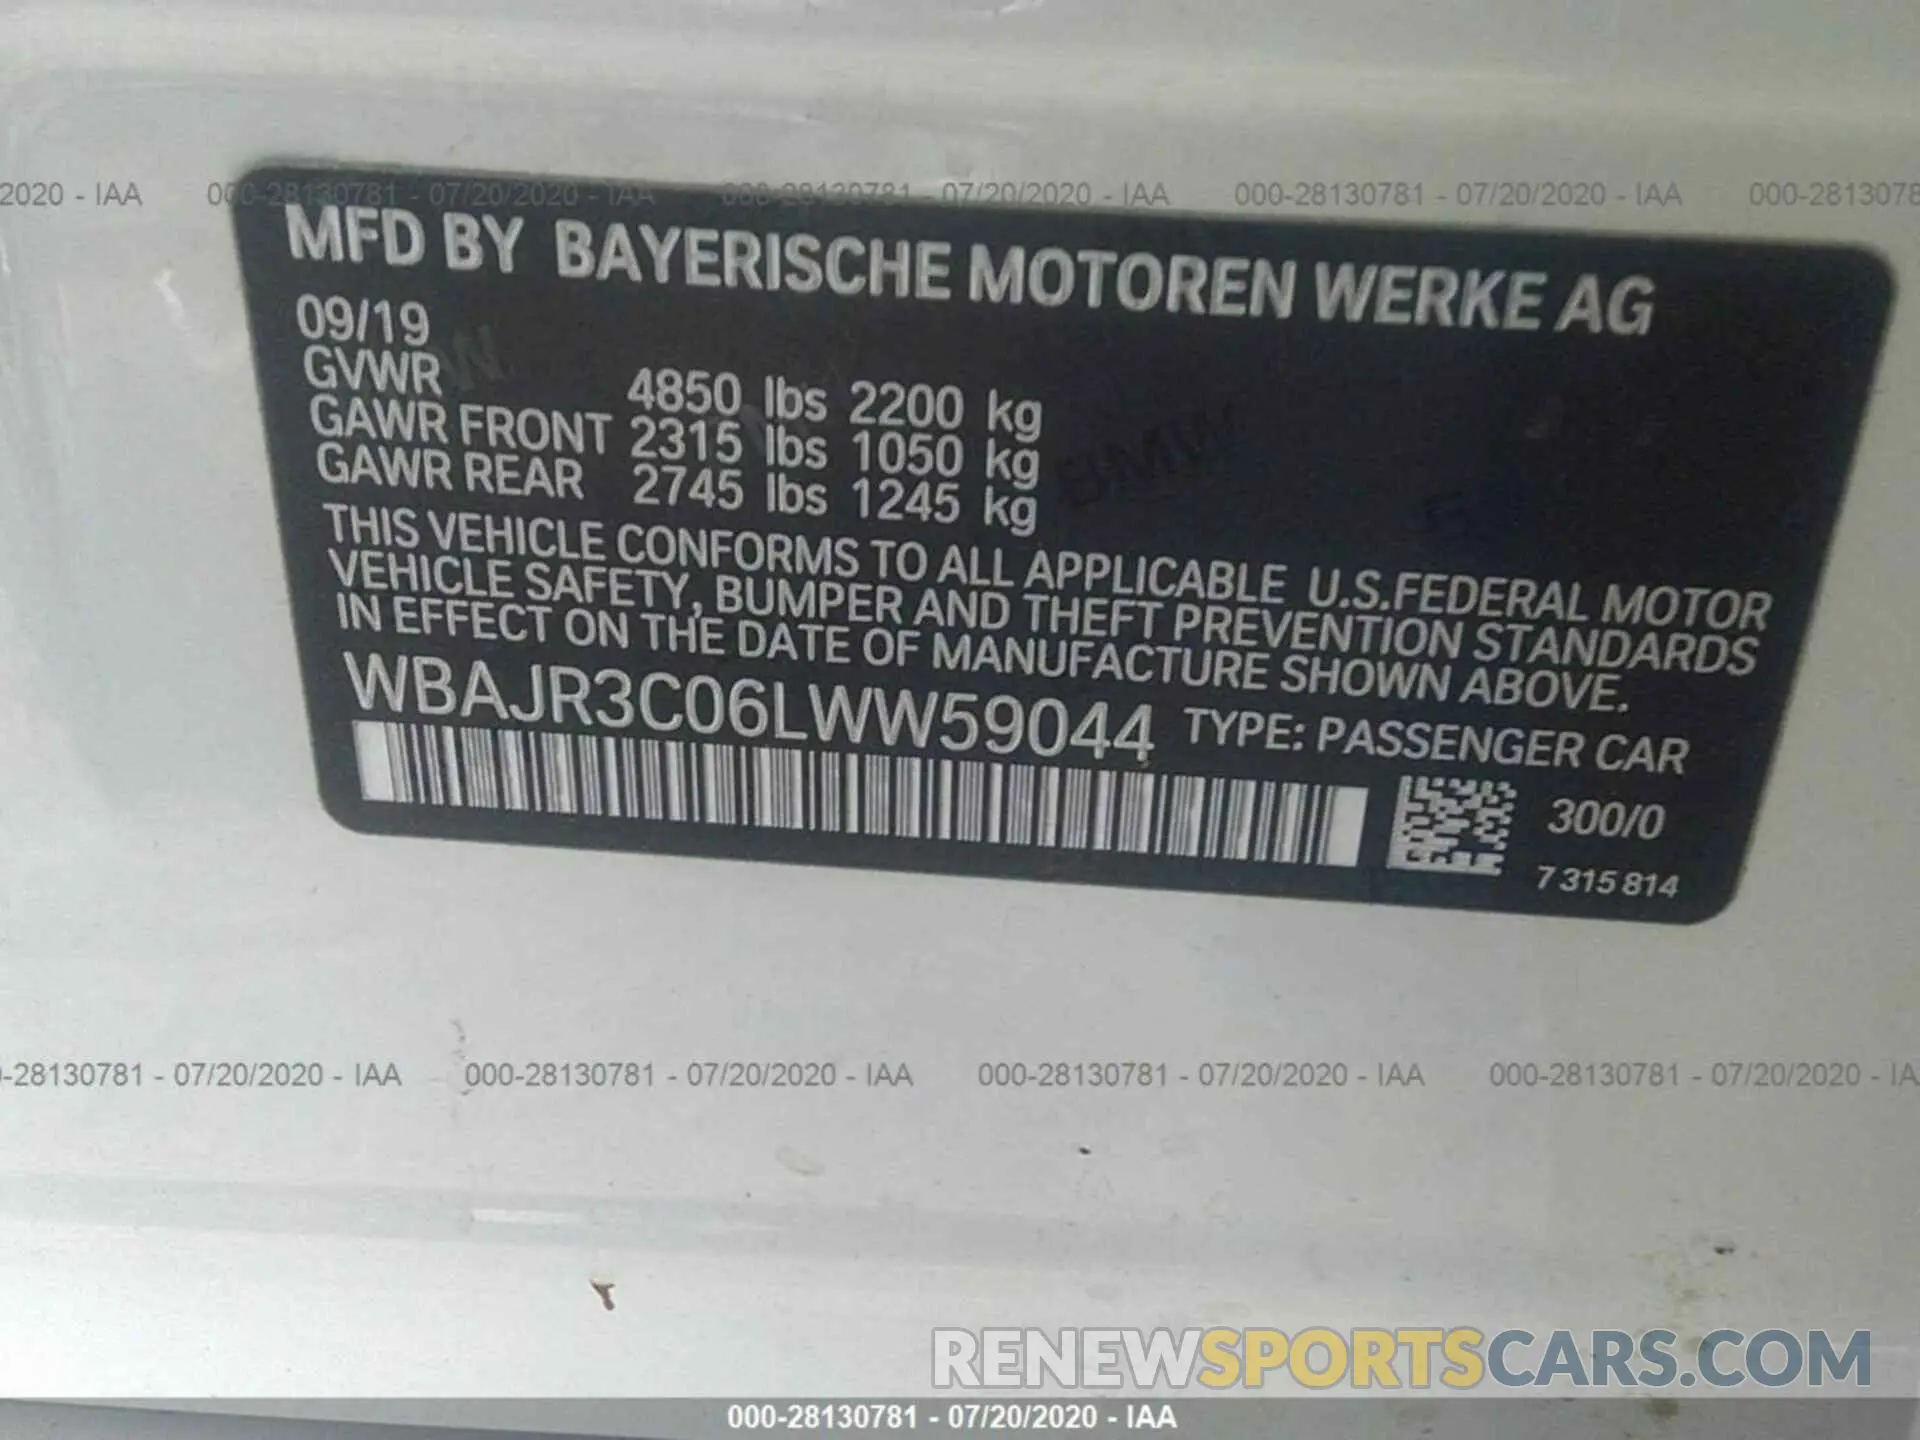 2020 - IAA 000-28130781 - 07/20/2020 - IAA 000-28130781 - 07/20/2020 - IAA 000-28130781 - 07/20/2020 - IAA 000-2813078
MFD BY BAYERISCHE MOTOREN WERKE AG
09/19
GVWR 4850 lbs 2200 kg
GAWR FRONT 2315 lbs 1050 kg
GAWR REAR 2745 lbs 1245 kg
THIS VEHICLE CONFORMS TO ALL APPLICABLE U.S.FEDERAL MOTOR
VEHICLE SAFETY, BUMPER AND THEFT PREVENTION STANDARDS
IN EFFECT ON THE DATE OF MANUFACTURE SHOWN ABOVE.
WBAJR3C06LWW59044 TYPE: PASSENGER CAR
300/0
7 315 814
-28130781 - 07/20/2020 - IAA 000-28130781 - 07/20/2020 - IAA 000-28130781 - 07/20/2020 - IAA 000-28130781 - 07/20/2020 - IA
RENEWSPORTSCARS.COM
000-28130781 - 07/20/2020 - IAA